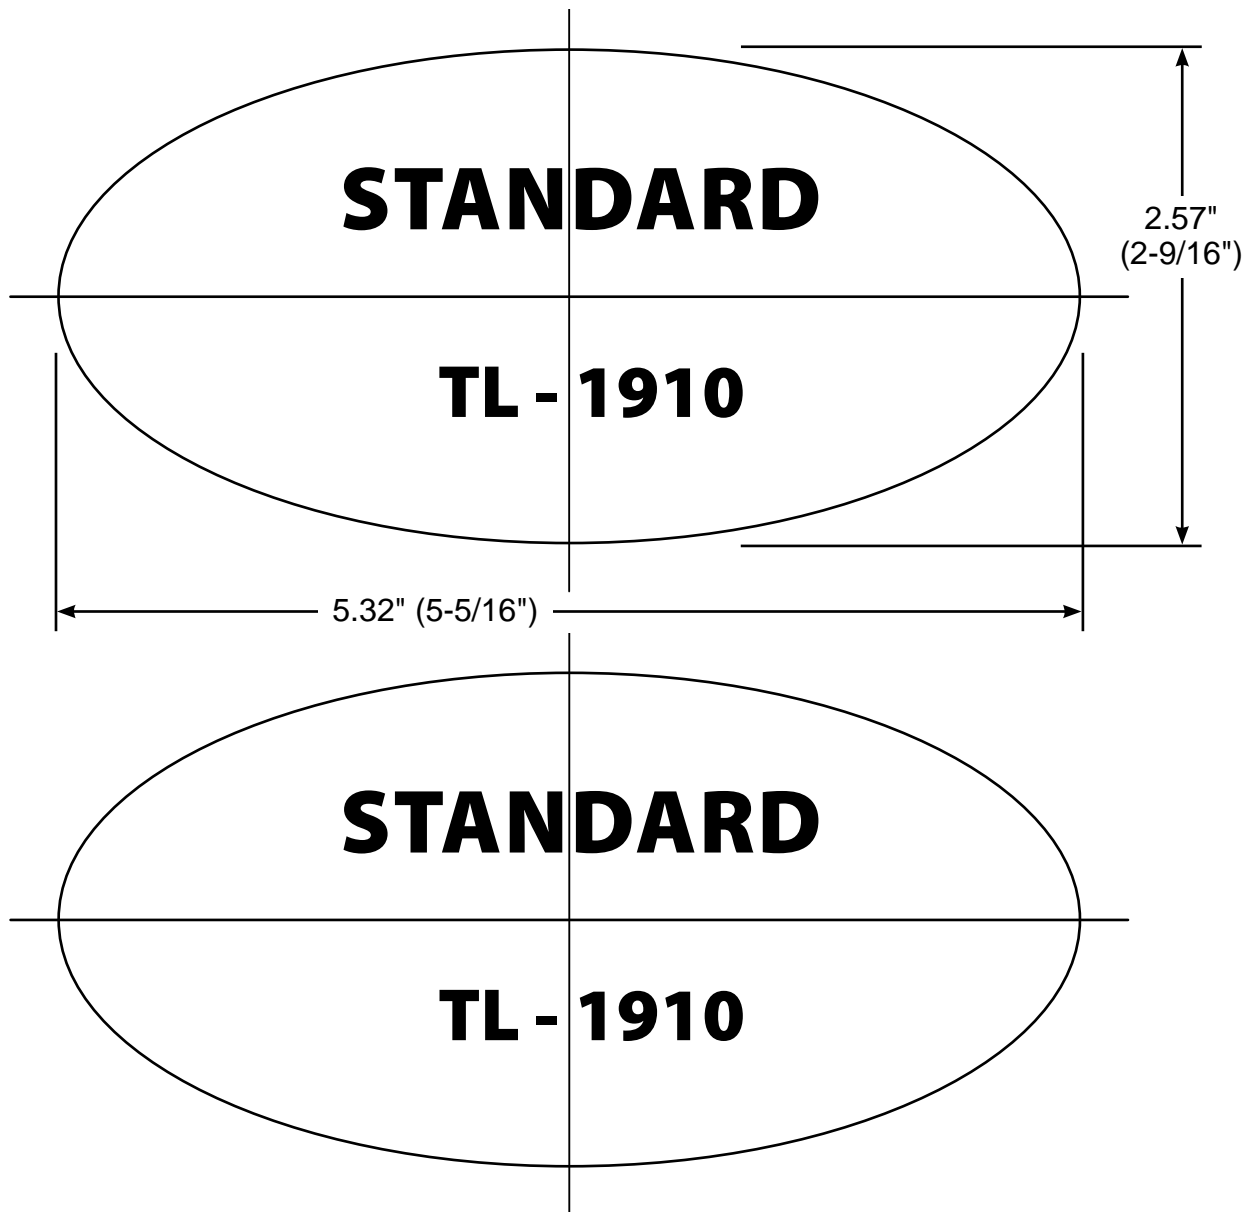 STANDARD
2.57"
(2-9/16")
TL - 1910
5.32" (5-5/16")
STANDARD
TL - 1910